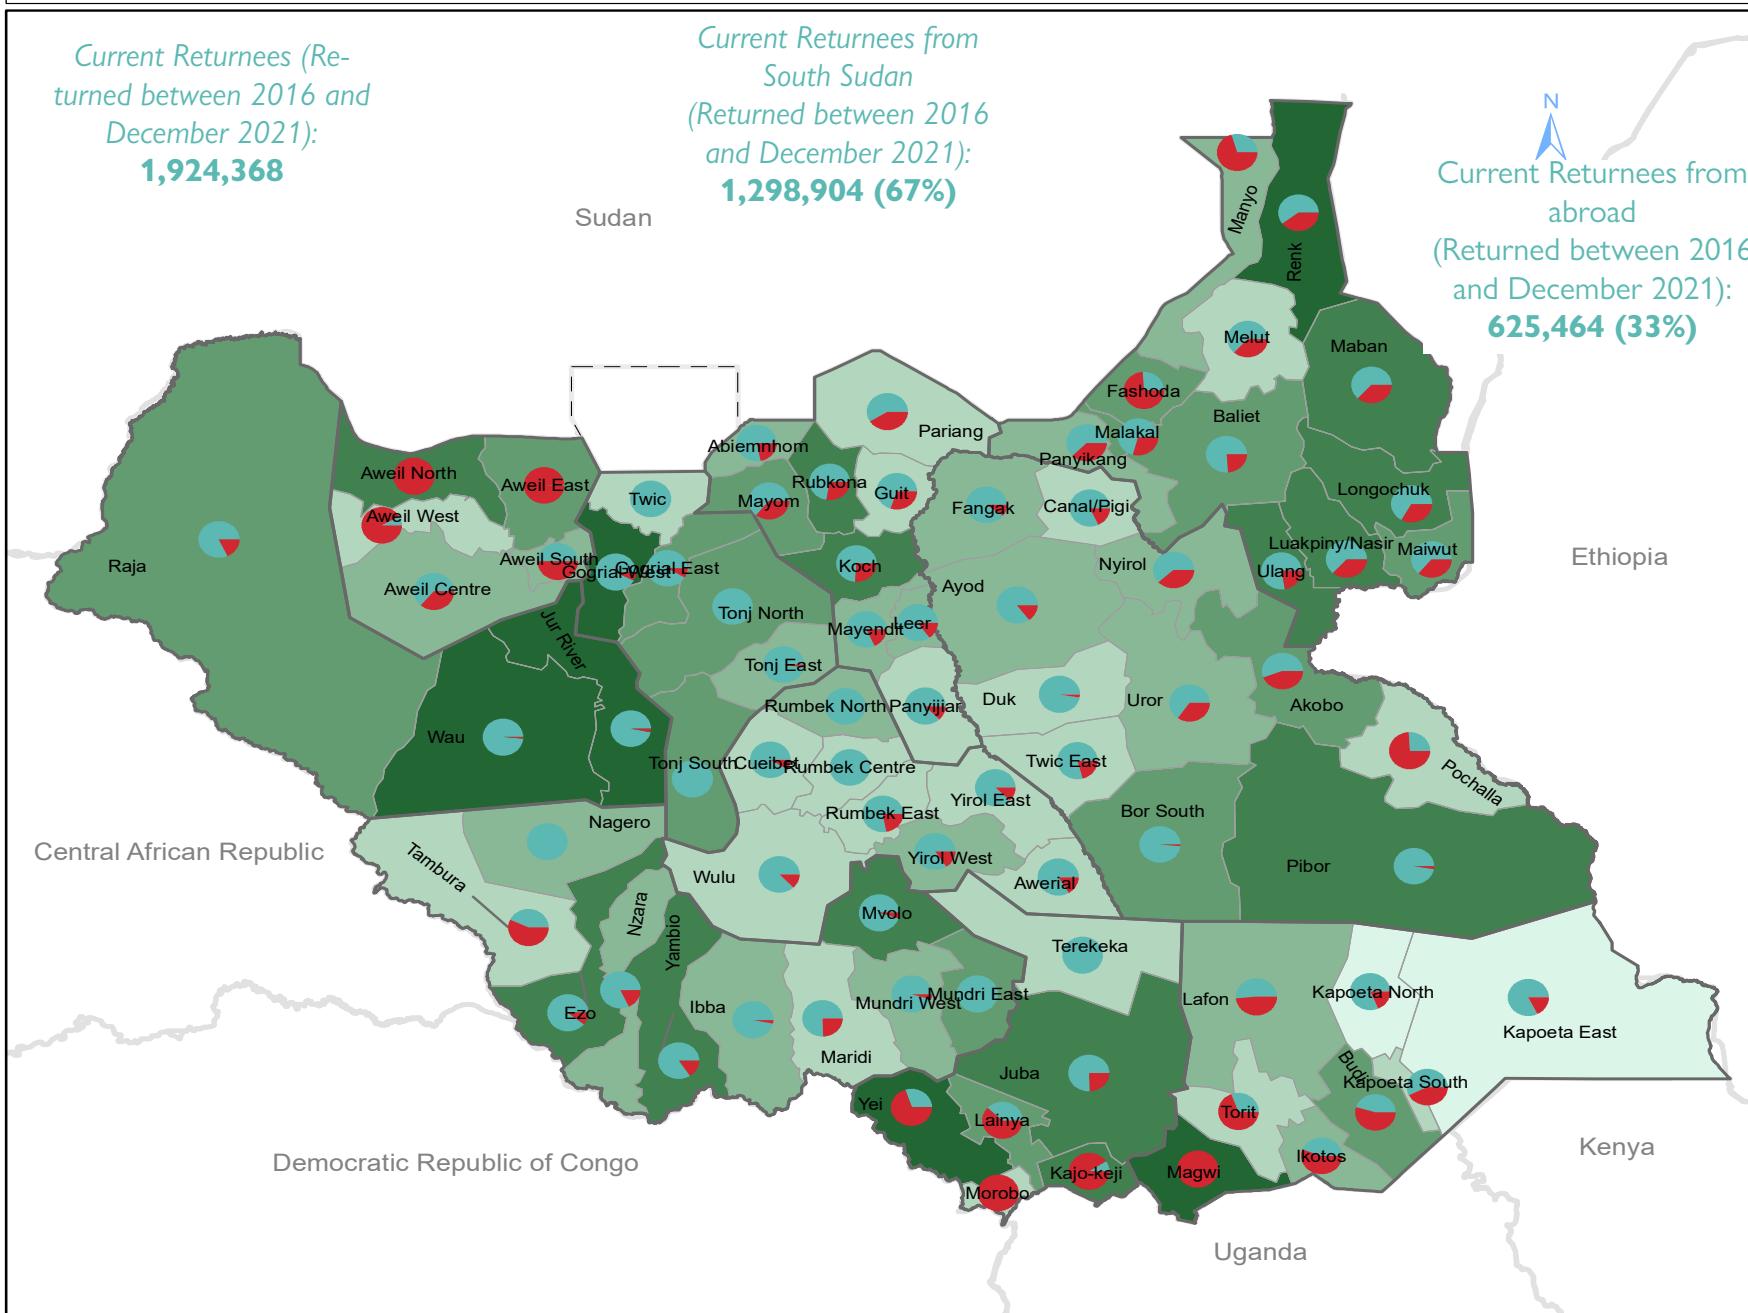 Current Returnees (Re-
turned between 2016 and
December 2021):
1,924,368
Current Returnees from
South Sudan
(Returned between 2016
and December 2021):
1,298,904 (67%)
N
Current Returnees from
abroad
(Returned between 2016
and December 2021):
625,464 (33%)
Sudan
Manyo
Renk
Melut
Maban
Fashoda
Baliet
Malakal
Panyikang
Pariang
Abiemnhom
Rubkona
Guit
Mayom
Twic
Aweil North
Aweil East
Aweil West
Aweil South
Aweil Centre
Raja
Gogrial West
Gogrial East
Koch
Fangak
Canal/Pigi
Longochuk
Luakpiny/Nasir
Maiwut
Ulang
Nyirol
Ethiopia
Ayod
Tonj North
Mayendit
Leer
Jur River
Tonj East
Rumbek North
Panyijiar
Duk
Uror
Akobo
Wau
Tonj South
Cueibet
Rumbek Centre
Twic East
Pochalla
Yirol East
Rumbek East
Bor South
Nagero
Central African Republic
Tambura
Yirol West
Pibor
Wulu
Awerial
Nzara
Mvolo
Yambio
Terekeka
Mundri West
Mundri East
Lafon
Kapoeta North
Kapoeta East
Ezo
Ibba
Maridi
Juba
Budi
Kapoeta South
Yei
Lainya
Torit
Ikotos
Kenya
Democratic Republic of Congo
Kajo-keji
Magwi
Morobo
Uganda